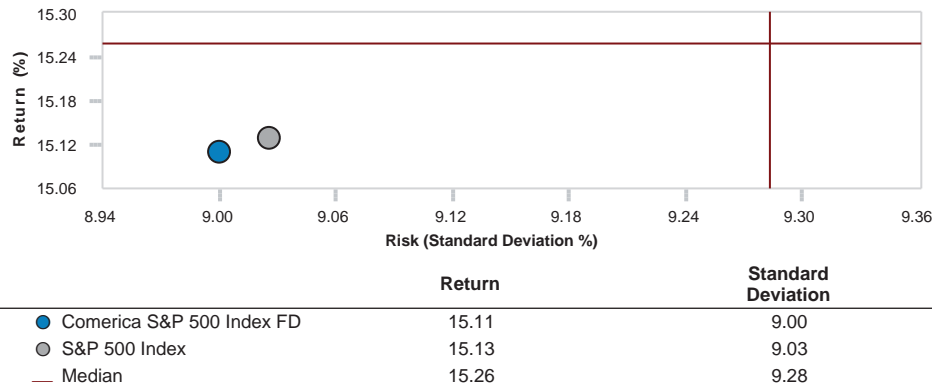 15.30
15.24
15.18
15.12
15.06
Return (%)
8.94 9.00 9.06 9.12 9.18 9.24 9.30 9.36
Risk (Standard Deviation %)
Return Standard Deviation
Comerica S&P 500 Index FD 15.11 9.00
S&P 500 Index 15.13 9.03
Median 15.26 9.28